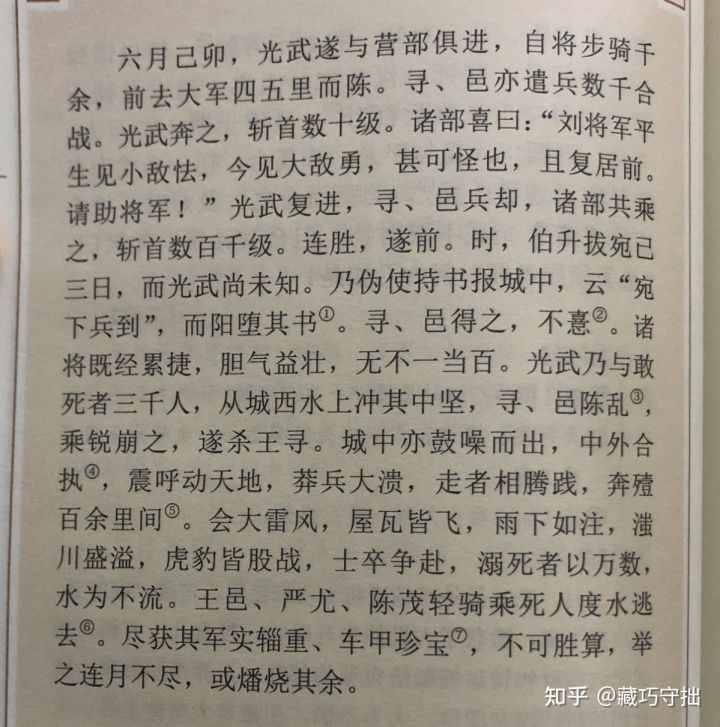 六月己卯，光武遂与营部俱进，自将步骑千
余，前去大军四五里而陈。寻、邑亦遣兵数千合
战。光武奔之，斩首数十级。诸部喜曰：“刘将军平
生见小敌怯，今见大敌勇，甚可怪也，且复居前。
请助将军！”光武复进，寻、邑兵却，诸部共乘
之，斩首数百千级。连胜，遂前。时，伯升拔宛已
三日，而光武尚未知。乃伪使持书报城中，云“宛
下兵到”，而阳堕其书①。寻、邑得之，不憙②。诸
将既经累捷，胆气益壮，无不一当百。光武乃与敢
死者三千人，从城西水上冲其中坚，寻、邑陈乱③，
乘锐崩之，遂杀王寻。城中亦鼓噪而出，中外合
执④，震呼动天地，莽兵大溃，走者相腾践，奔殪
百余里间⑤。会大雷风，屋瓦皆飞，雨下如注，滍
川盛溢，虎豹皆股战，士卒争赴，溺死者以万数，
水为不流。王邑、严尤、陈茂轻骑乘死人度水逃
去⑥。尽获其军实辎重、车甲珍宝⑦，不可胜算，举
之连月不尽，或燔烧其余。
知乎 @藏巧守拙